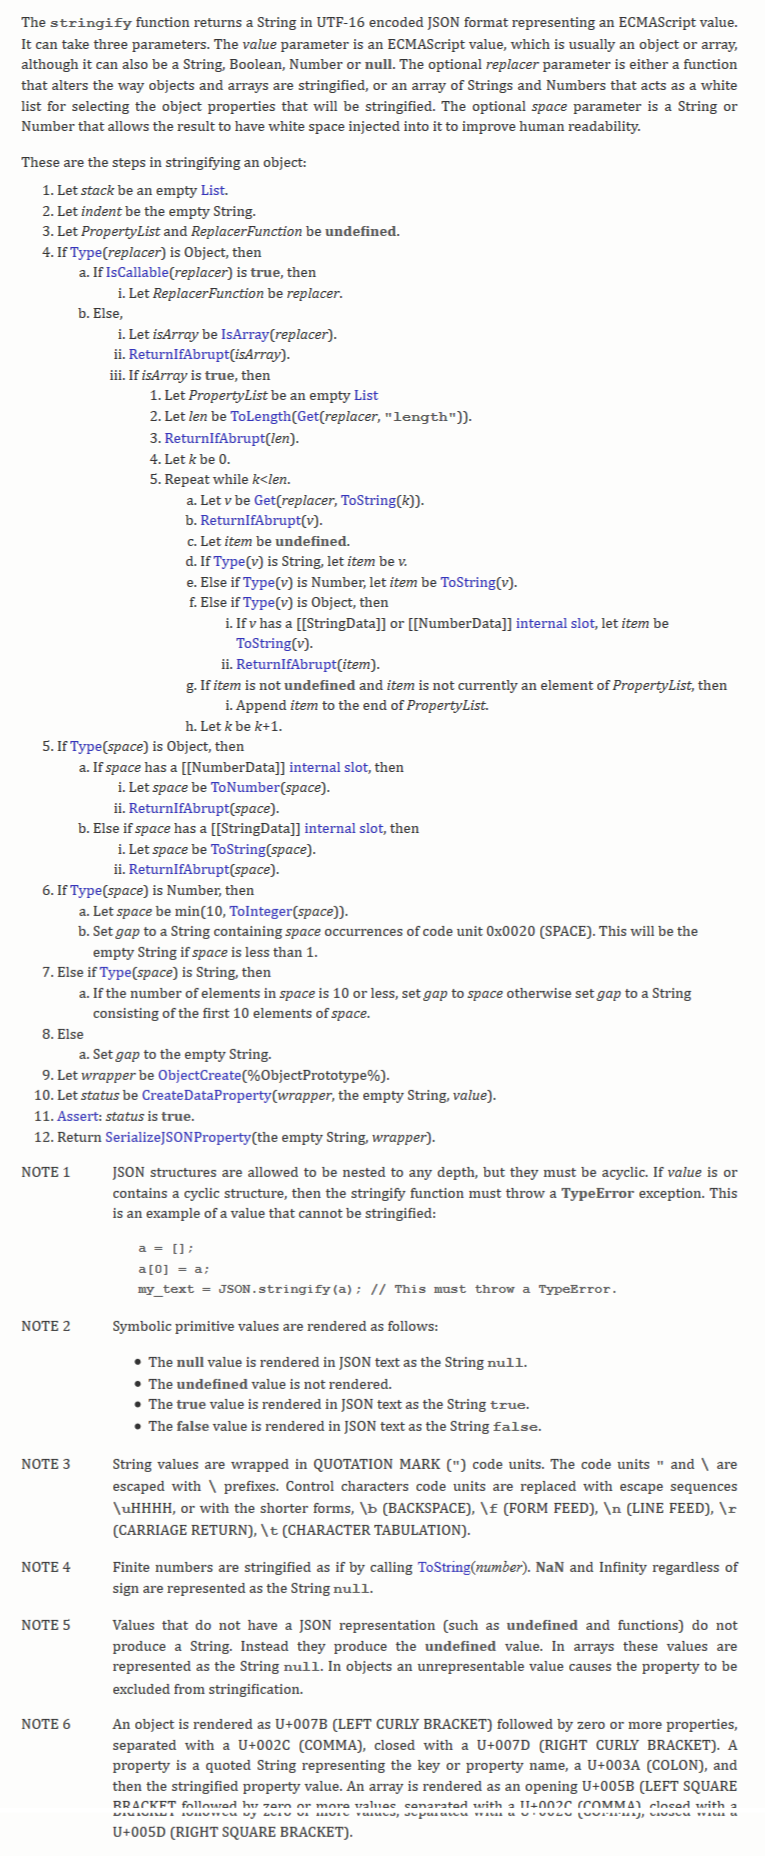 The stringify function returns a String in UTF-16 encoded JSON format representing an ECMAScript value.
It can take three parameters. The value parameter is an ECMAScript value, which is usually an object or array,
although it can also be a String, Boolean, Number or null. The optional replacer parameter is either a function
that alters the way objects and arrays are stringified, or an array of Strings and Numbers that acts as a white
list for selecting the object properties that will be stringified. The optional space parameter is a String or
Number that allows the result to have white space injected into it to improve human readability.
These are the steps in stringifying an object:
1. Let stack be an empty List.
2. Let indent be the empty String.
3. Let PropertyList and ReplacerFunction be undefined.
4. If Type(replacer) is Object, then
a. If IsCallable(replacer) is true, then
i. Let ReplacerFunction be replacer.
b. Else,
i. Let isArray be IsArray(replacer).
ii. ReturnIfAbrupt(isArray).
iii. If isArray is true, then
1. Let PropertyList be an empty List
2. Let len be ToLength(Get(replacer, "length")).
3. ReturnIfAbrupt(len).
4. Let k be 0.
5. Repeat while k<len.
a. Let v be Get(replacer, ToString(k)).
b. ReturnIfAbrupt(v).
c. Let item be undefined.
d. If Type(v) is String, let item be v.
e. Else if Type(v) is Number, let item be ToString(v).
f. Else if Type(v) is Object, then
i. If v has a [[StringData]] or [[NumberData]] internal slot, let item be
ToString(v).
ii. ReturnIfAbrupt(item).
g. If item is not undefined and item is not currently an element of PropertyList, then
i. Append item to the end of PropertyList.
h. Let k be k+1.
5. If Type(space) is Object, then
a. If space has a [[NumberData]] internal slot, then
i. Let space be ToNumber(space).
ii. ReturnIfAbrupt(space).
b. Else if space has a [[StringData]] internal slot, then
i. Let space be ToString(space).
ii. ReturnIfAbrupt(space).
6. If Type(space) is Number, then
a. Let space be min(10, ToInteger(space)).
b. Set gap to a String containing space occurrences of code unit 0x0020 (SPACE). This will be the
empty String if space is less than 1.
7. Else if Type(space) is String, then
a. If the number of elements in space is 10 or less, set gap to space otherwise set gap to a String
consisting of the first 10 elements of space.
8. Else
a. Set gap to the empty String.
9. Let wrapper be ObjectCreate(%ObjectPrototype%).
10. Let status be CreateDataProperty(wrapper, the empty String, value).
11. Assert: status is true.
12. Return SerializeJSONProperty(the empty String, wrapper).
NOTE 1 JSON structures are allowed to be nested to any depth, but they must be acyclic. If value is or
contains a cyclic structure, then the stringify function must throw a TypeError exception. This
is an example of a value that cannot be stringified:
a = [];
a[0] = a;
my_text = JSON.stringify(a); // This must throw a TypeError.
NOTE 2 Symbolic primitive values are rendered as follows:
● The null value is rendered in JSON text as the String null.
● The undefined value is not rendered.
● The true value is rendered in JSON text as the String true.
● The false value is rendered in JSON text as the String false.
NOTE 3 String values are wrapped in QUOTATION MARK (") code units. The code units " and \ are
escaped with \ prefixes. Control characters code units are replaced with escape sequences
\uHHHH, or with the shorter forms, \b (BACKSPACE), \f (FORM FEED), \n (LINE FEED), \r
(CARRIAGE RETURN), \t (CHARACTER TABULATION).
NOTE 4 Finite numbers are stringified as if by calling ToString(number). NaN and Infinity regardless of
sign are represented as the String null.
NOTE 5 Values that do not have a JSON representation (such as undefined and functions) do not
produce a String. Instead they produce the undefined value. In arrays these values are
represented as the String null. In objects an unrepresentable value causes the property to be
excluded from stringification.
NOTE 6 An object is rendered as U+007B (LEFT CURLY BRACKET) followed by zero or more properties,
separated with a U+002C (COMMA), closed with a U+007D (RIGHT CURLY BRACKET). A
property is a quoted String representing the key or property name, a U+003A (COLON), and
then the stringified property value. An array is rendered as an opening U+005B (LEFT SQUARE
BRACKET followed by zero or more values, separated with a U+002C (COMMA), closed with a
U+005D (RIGHT SQUARE BRACKET).